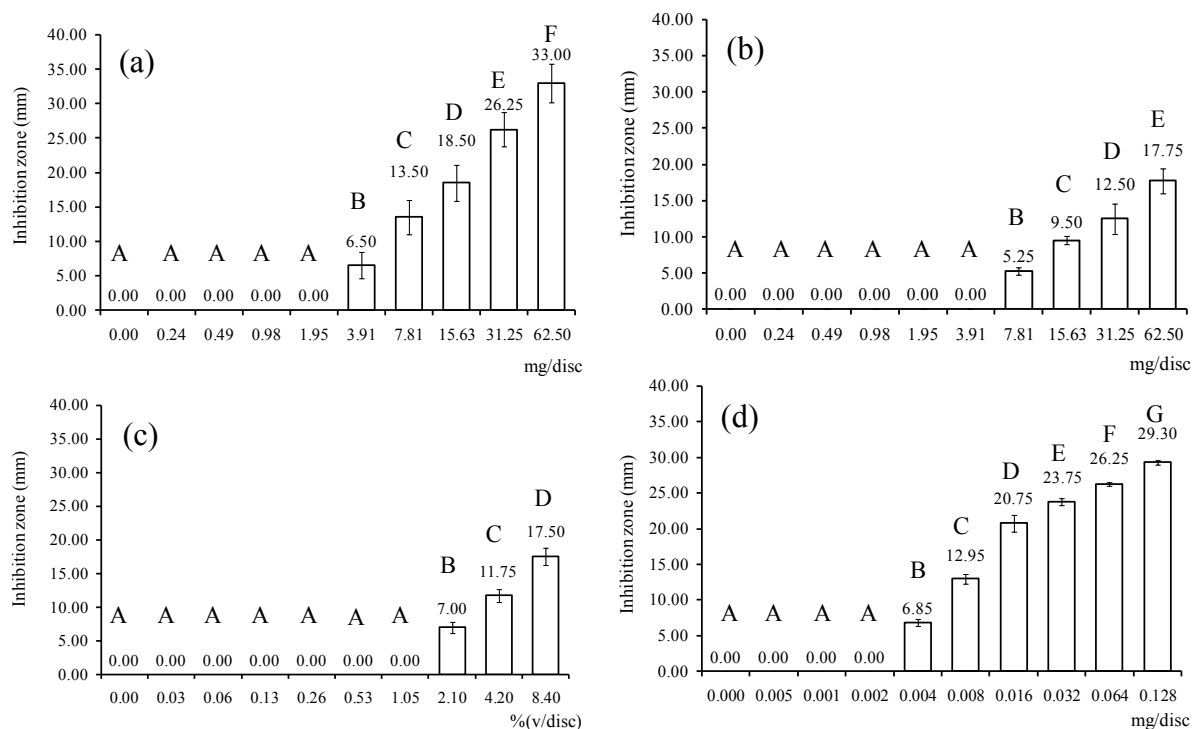 (a)
Inhibition zone (mm)
40.00
35.00
30.00
25.00
20.00
15.00
10.00
5.00
0.00
A A A A A B C D E F
0.00 0.00 0.00 0.00 0.00 6.50 13.50 18.50 26.25 33.00
0.00 0.24 0.49 0.98 1.95 3.91 7.81 15.63 31.25 62.50
mg/disc
(b)
Inhibition zone (mm)
40.00
35.00
30.00
25.00
20.00
15.00
10.00
5.00
0.00
A A A A A A B C D E
0.00 0.00 0.00 0.00 0.00 0.00 5.25 9.50 12.50 17.75
0.00 0.24 0.49 0.98 1.95 3.91 7.81 15.63 31.25 62.50
mg/disc
(c)
Inhibition zone (mm)
40.00
35.00
30.00
25.00
20.00
15.00
10.00
5.00
0.00
A A A A A A A B C D
0.00 0.00 0.00 0.00 0.00 0.00 0.00 7.00 11.75 17.50
0.00 0.03 0.06 0.13 0.26 0.53 1.05 2.10 4.20 8.40
%(v/disc)
(d)
Inhibition zone (mm)
40.00
35.00
30.00
25.00
20.00
15.00
10.00
5.00
0.00
A A A A B C D E F G
0.00 0.00 0.00 0.00 6.85 12.95 20.75 23.75 26.25 29.30
0.000 0.005 0.001 0.002 0.004 0.008 0.016 0.032 0.064 0.128
mg/disc